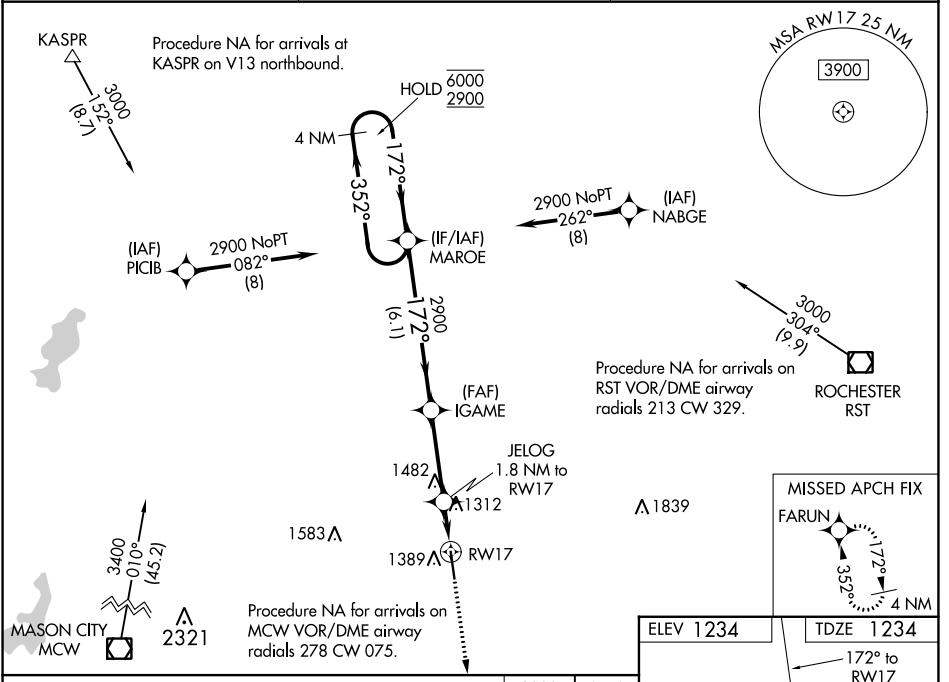 KASPR
3000
152°
(8.7)
Procedure NA for arrivals at
KASPR on V13 northbound.
HOLD 6000
2900
4 NM
172°
352°
MSA RW17 25 NM
3900
(IAF)
PICIB
2900 NoPT
082°
(8)
(IF/IAF)
MAROE
2900 NoPT
262°
(8)
(IAF)
NABGE
2900
172°
(6.1)
3000
304°
(9.9)
ROCHESTER
RST
Procedure NA for arrivals on
RST VOR/DME airway
radials 213 CW 329.
(FAF)
IGAME
JELOG
1.8 NM to
RW17
1482
1312
1839
1583
1389
RW17
MISSED APCH FIX
FARUN
172°
352°
4 NM
3400
010°
(45.2)
MASON CITY
MCW
2321
Procedure NA for arrivals on
MCW VOR/DME airway
radials 278 CW 075.
ELEV 1234
TDZE 1234
172° to
RW17